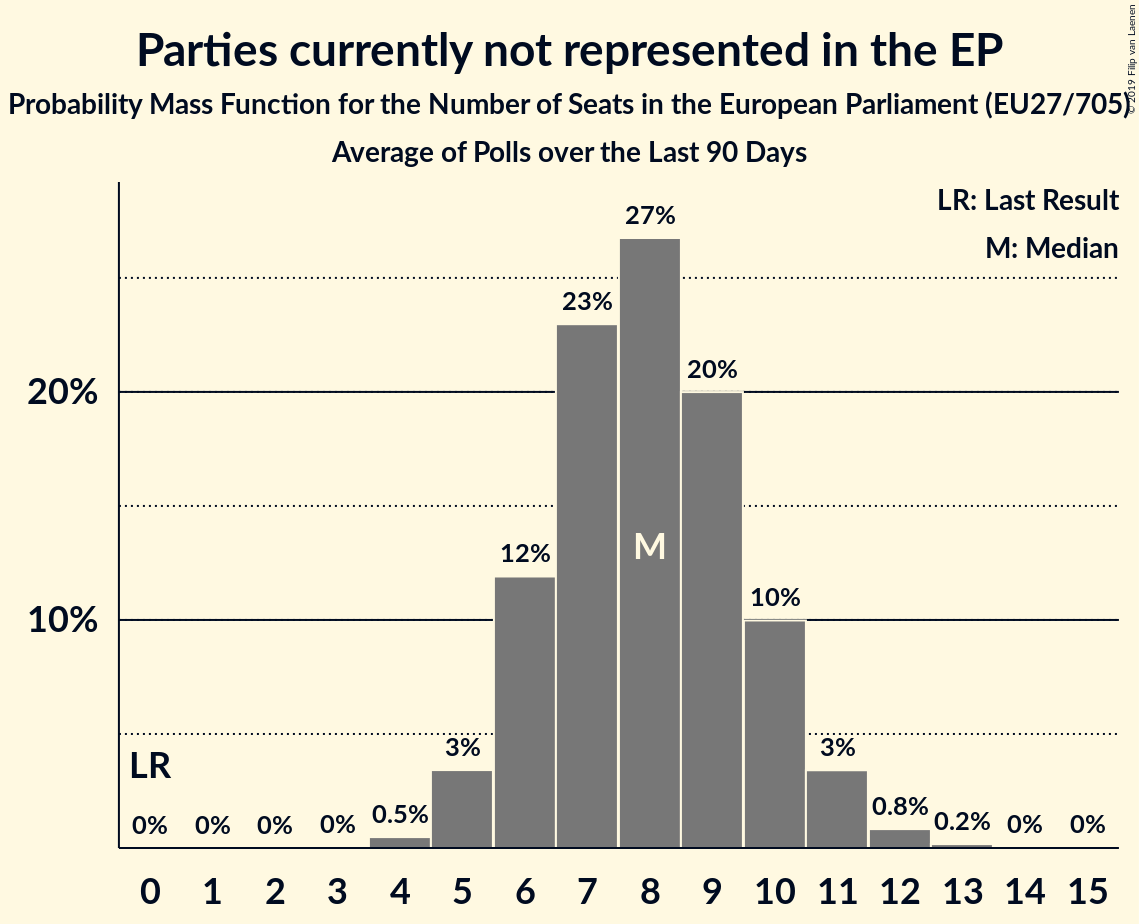 Parties currently not represented in the EP
Probability Mass Function for the Number of Seats in the European Parliament (EU27/705)
Average of Polls over the Last 90 Days
© 2019 Filip van Laenen
LR: Last Result
M: Median
27%
23%
20%
20%
12%
M
10%
10%
3%
3%
LR
0%
0%
0%
0%
0.5%
0.8%
0.2%
0%
0%
0 1 2 3 4 5 6 7 8 9 10 11 12 13 14 15